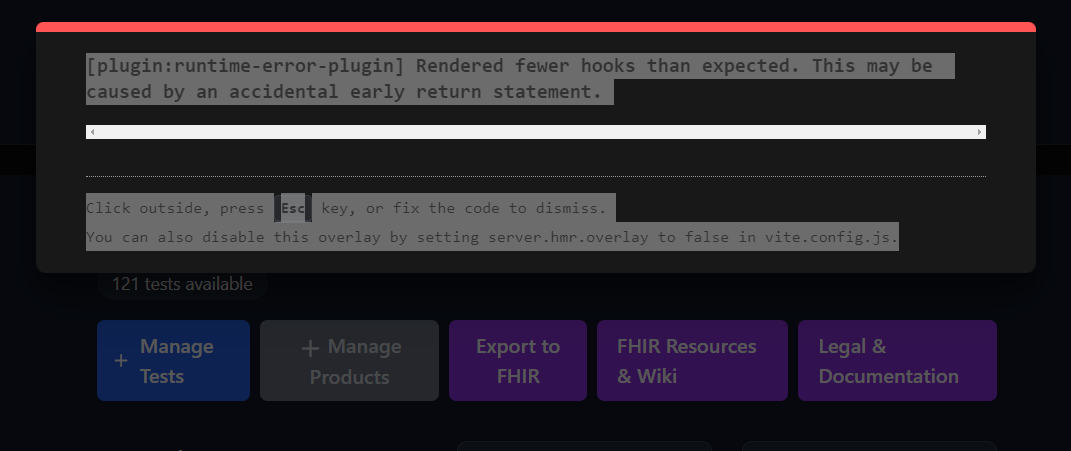 [plugin:runtime-error-plugin] Rendered fewer hooks than expected. This may be
caused by an accidental early return statement.
Click outside, press Esc key, or fix the code to dismiss.
You can also disable this overlay by setting server.hmr.overlay to false in vite.config.js.
121 tests available
+ Manage
Tests
+ Manage
Products
Export to
FHIR
FHIR Resources
& Wiki
Legal &
Documentation